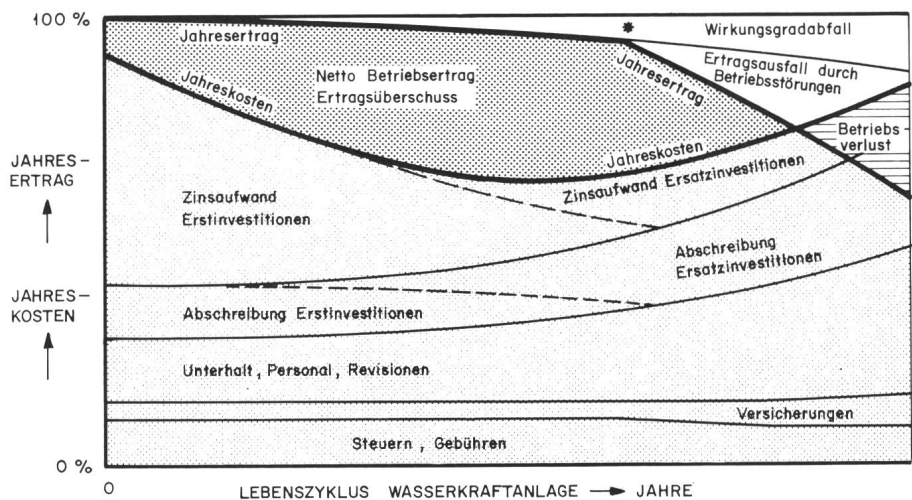 100 %
*
Wirkungsgradabfall
Jahresertrag
Ertragsausfall durch
Betriebsstörungen
Netto Betriebsertrag
Ertragsüberschuss
Jahresertrag
Jahreskosten
Betriebs-
verlust
Jahreskosten
JAHRES-
ERTRAG
Zinsaufwand Ersatzinvestitionen
Zinsaufwand
Erstinvestitionen
Abschreibung
Ersatzinvestitionen
JAHRES-
KOSTEN
Abschreibung Erstinvestitionen
Unterhalt, Personal, Revisionen
Versicherungen
Steuern, Gebühren
0 %
0
LEBENSZYKLUS WASSERKRAFTANLAGE → JAHRE